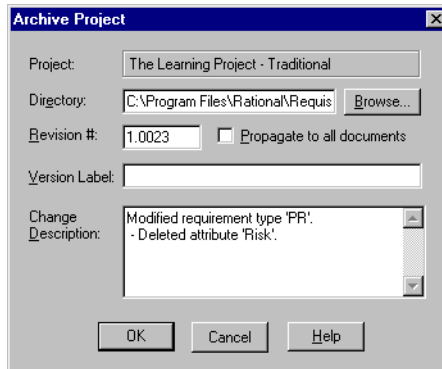 Archive Project
Project: The Learning Project - Traditional
Directory: C:\Program Files\Rational\Requis Browse...
Revision #: 1.0023 Propagate to all documents
Version Label:
Change Description: Modified requirement type 'PR'.
- Deleted attribute 'Risk'.
OK Cancel Help